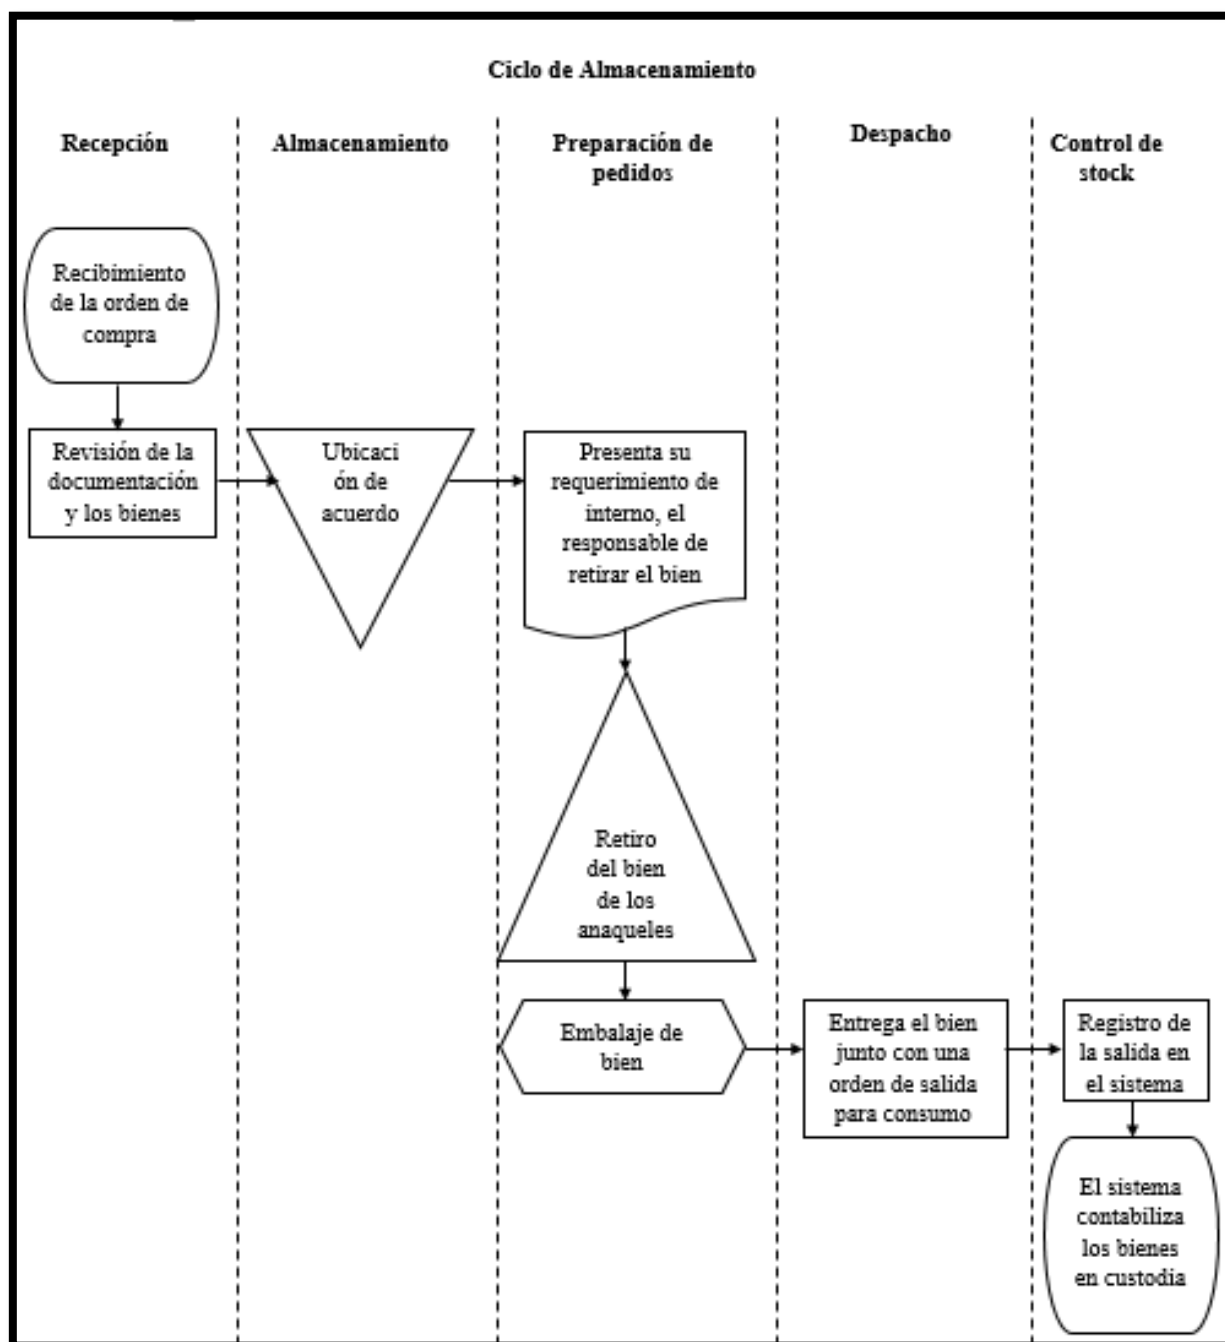 Ciclo de Almacenamiento
Recepción
Almacenamiento
Preparación de
pedidos
Despacho
Control de
stock
Recibimiento
de la orden de
compra
Revisión de la
documentación
y los bienes
Ubicaci
ón de
acuerdo
Presenta su
requerimiento de
interno, el
responsable de
retirar el bien
Retiro
del bien
de los
anaqueles
Embalaje de
bien
Entrega el bien
junto con una
orden de salida
para consumo
Registro de
la salida en
el sistema
El sistema
contabiliza
los bienes
en custodia